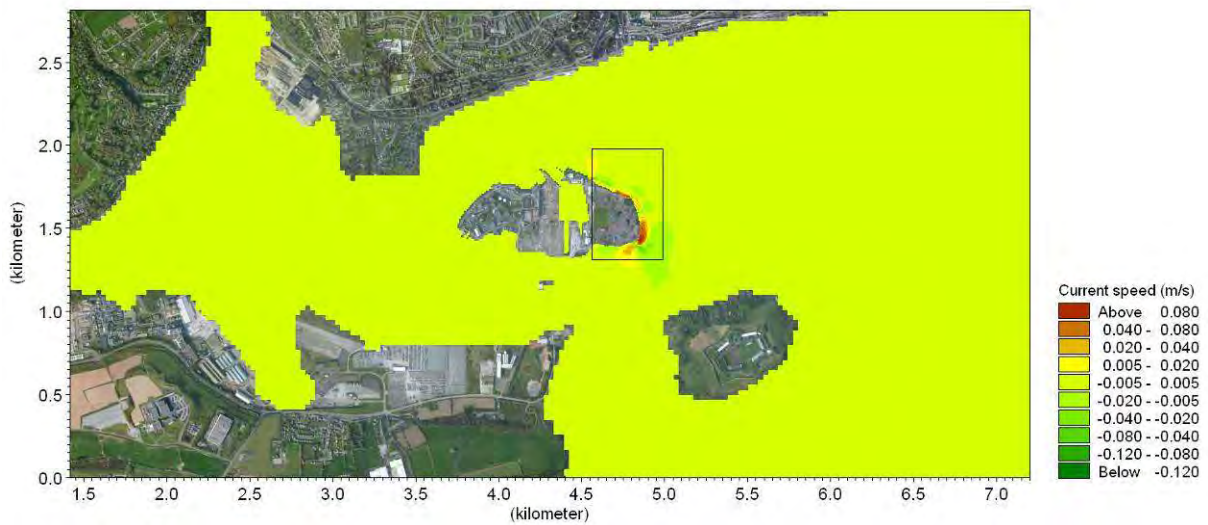 2.5
2.0
1.5
1.0
0.5
0.0
(kilometer)
1.5 2.0 2.5 3.0 3.5 4.0 4.5 5.0 5.5 6.0 6.5 7.0
(kilometer)
Current speed (m/s)
Above 0.080
0.040 - 0.080
0.020 - 0.040
0.005 - 0.020
-0.005 - 0.005
-0.020 - -0.005
-0.040 - -0.020
-0.080 - -0.040
-0.120 - -0.080
Below -0.120